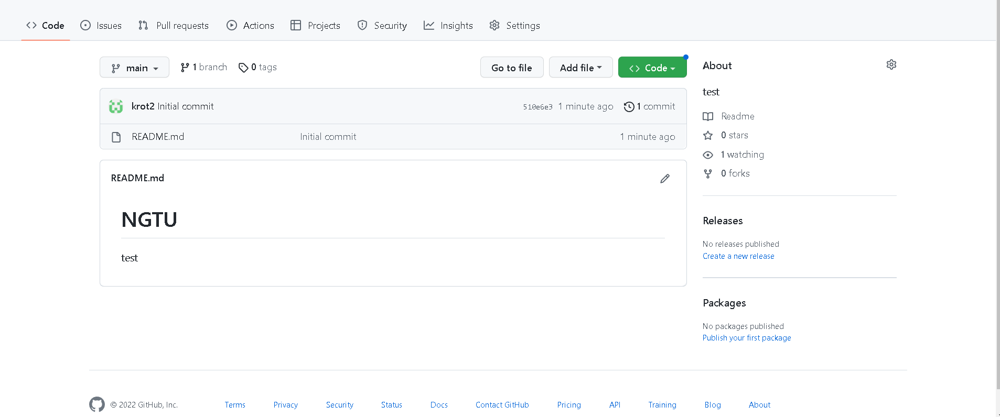 Code Issues Pull requests Actions Projects Security Insights Settings
main 1 branch 0 tags Go to file Add file Code
krot2 Initial commit 510e6e3 1 minute ago 1 commit
README.md Initial commit 1 minute ago
README.md
NGTU
test
About
test
Readme
0 stars
1 watching
0 forks
Releases
No releases published
Create a new release
Packages
No packages published
Publish your first package
© 2022 GitHub, Inc. Terms Privacy Security Status Docs Contact GitHub Pricing API Training Blog About